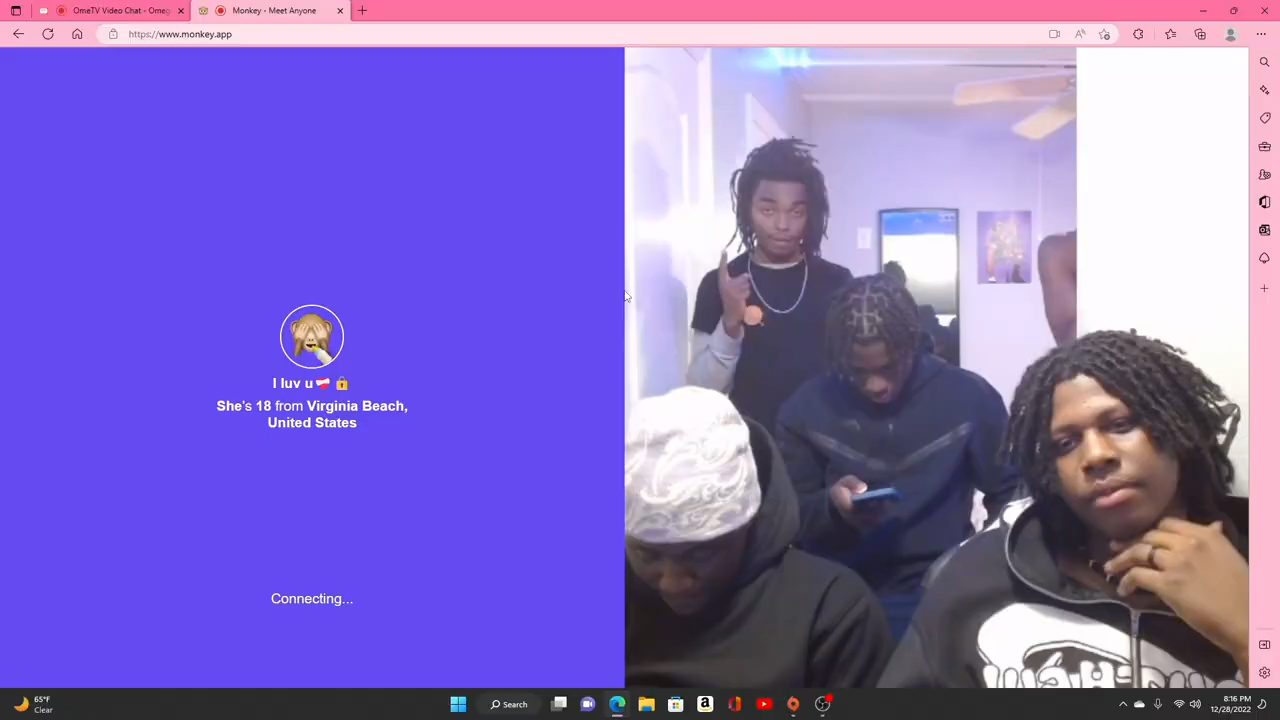 OmeTV Video Chat - Omeg
Monkey - Meet Anyone
https://www.monkey.app
I luv u
She's 18 from Virginia Beach,
United States
Connecting...
65°F
Clear
Search
8:16 PM
12/28/2022